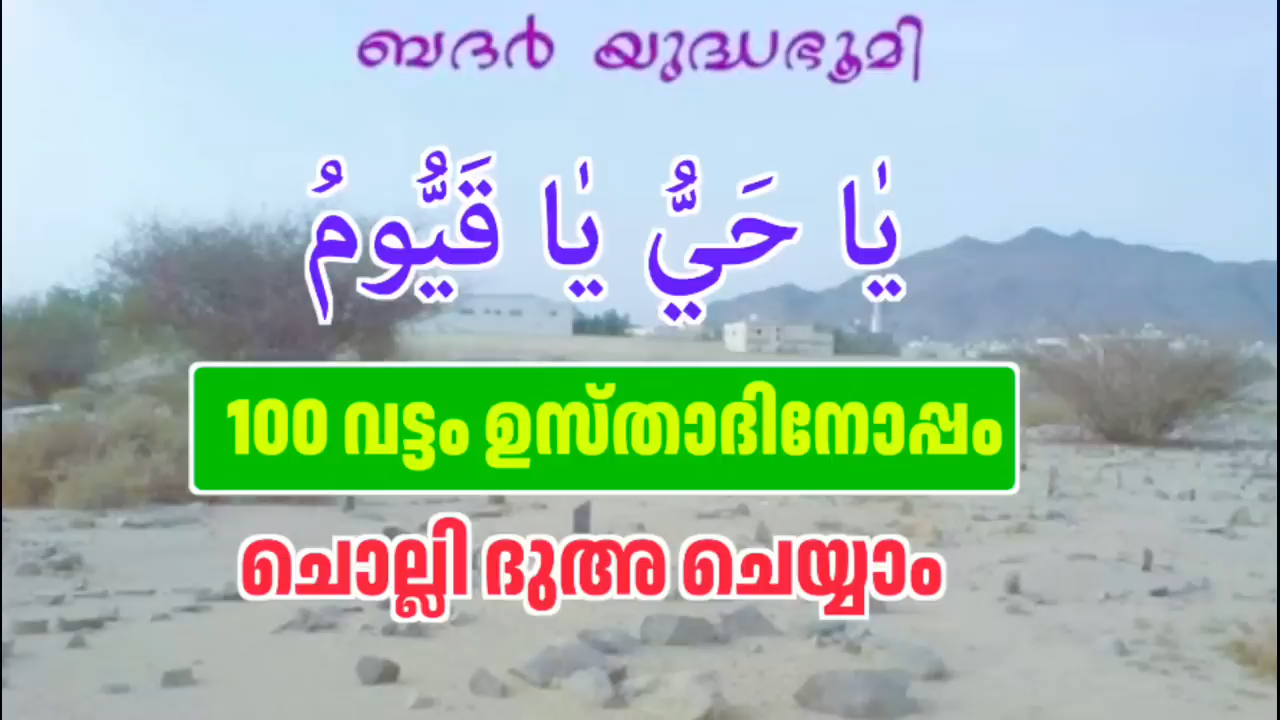 ബദർ യുദ്ധഭൂമി
يٰا حَيُّ يٰا قَيُّومُ
100 വട്ടം ഉസ്താദിനോപ്പം
ചൊല്ലി ദുഅ ചെയ്യാം